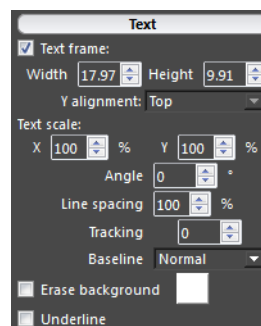 Text
Text frame:
Width 17.97 Height 9.91
Y alignment: Top
Text scale:
X 100 % Y 100 %
Angle 0 °
Line spacing 100 %
Tracking 0
Baseline Normal
Erase background
Underline